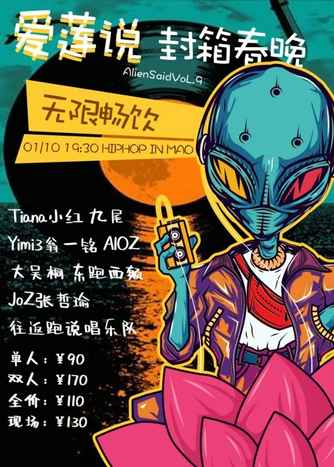 爱莲说 封箱春晚
AlienSaidVoL.9
无限畅饮
01/10 19:30 HIPHOP IN MAO
Tiana小红 九尾
Yimi3翁一铭 AIOZ
大吴桐 东跑西颠
JoZ张哲瑜
往近跑说唱乐队
单人：￥90
双人：￥170
全价：￥110
现场：￥130